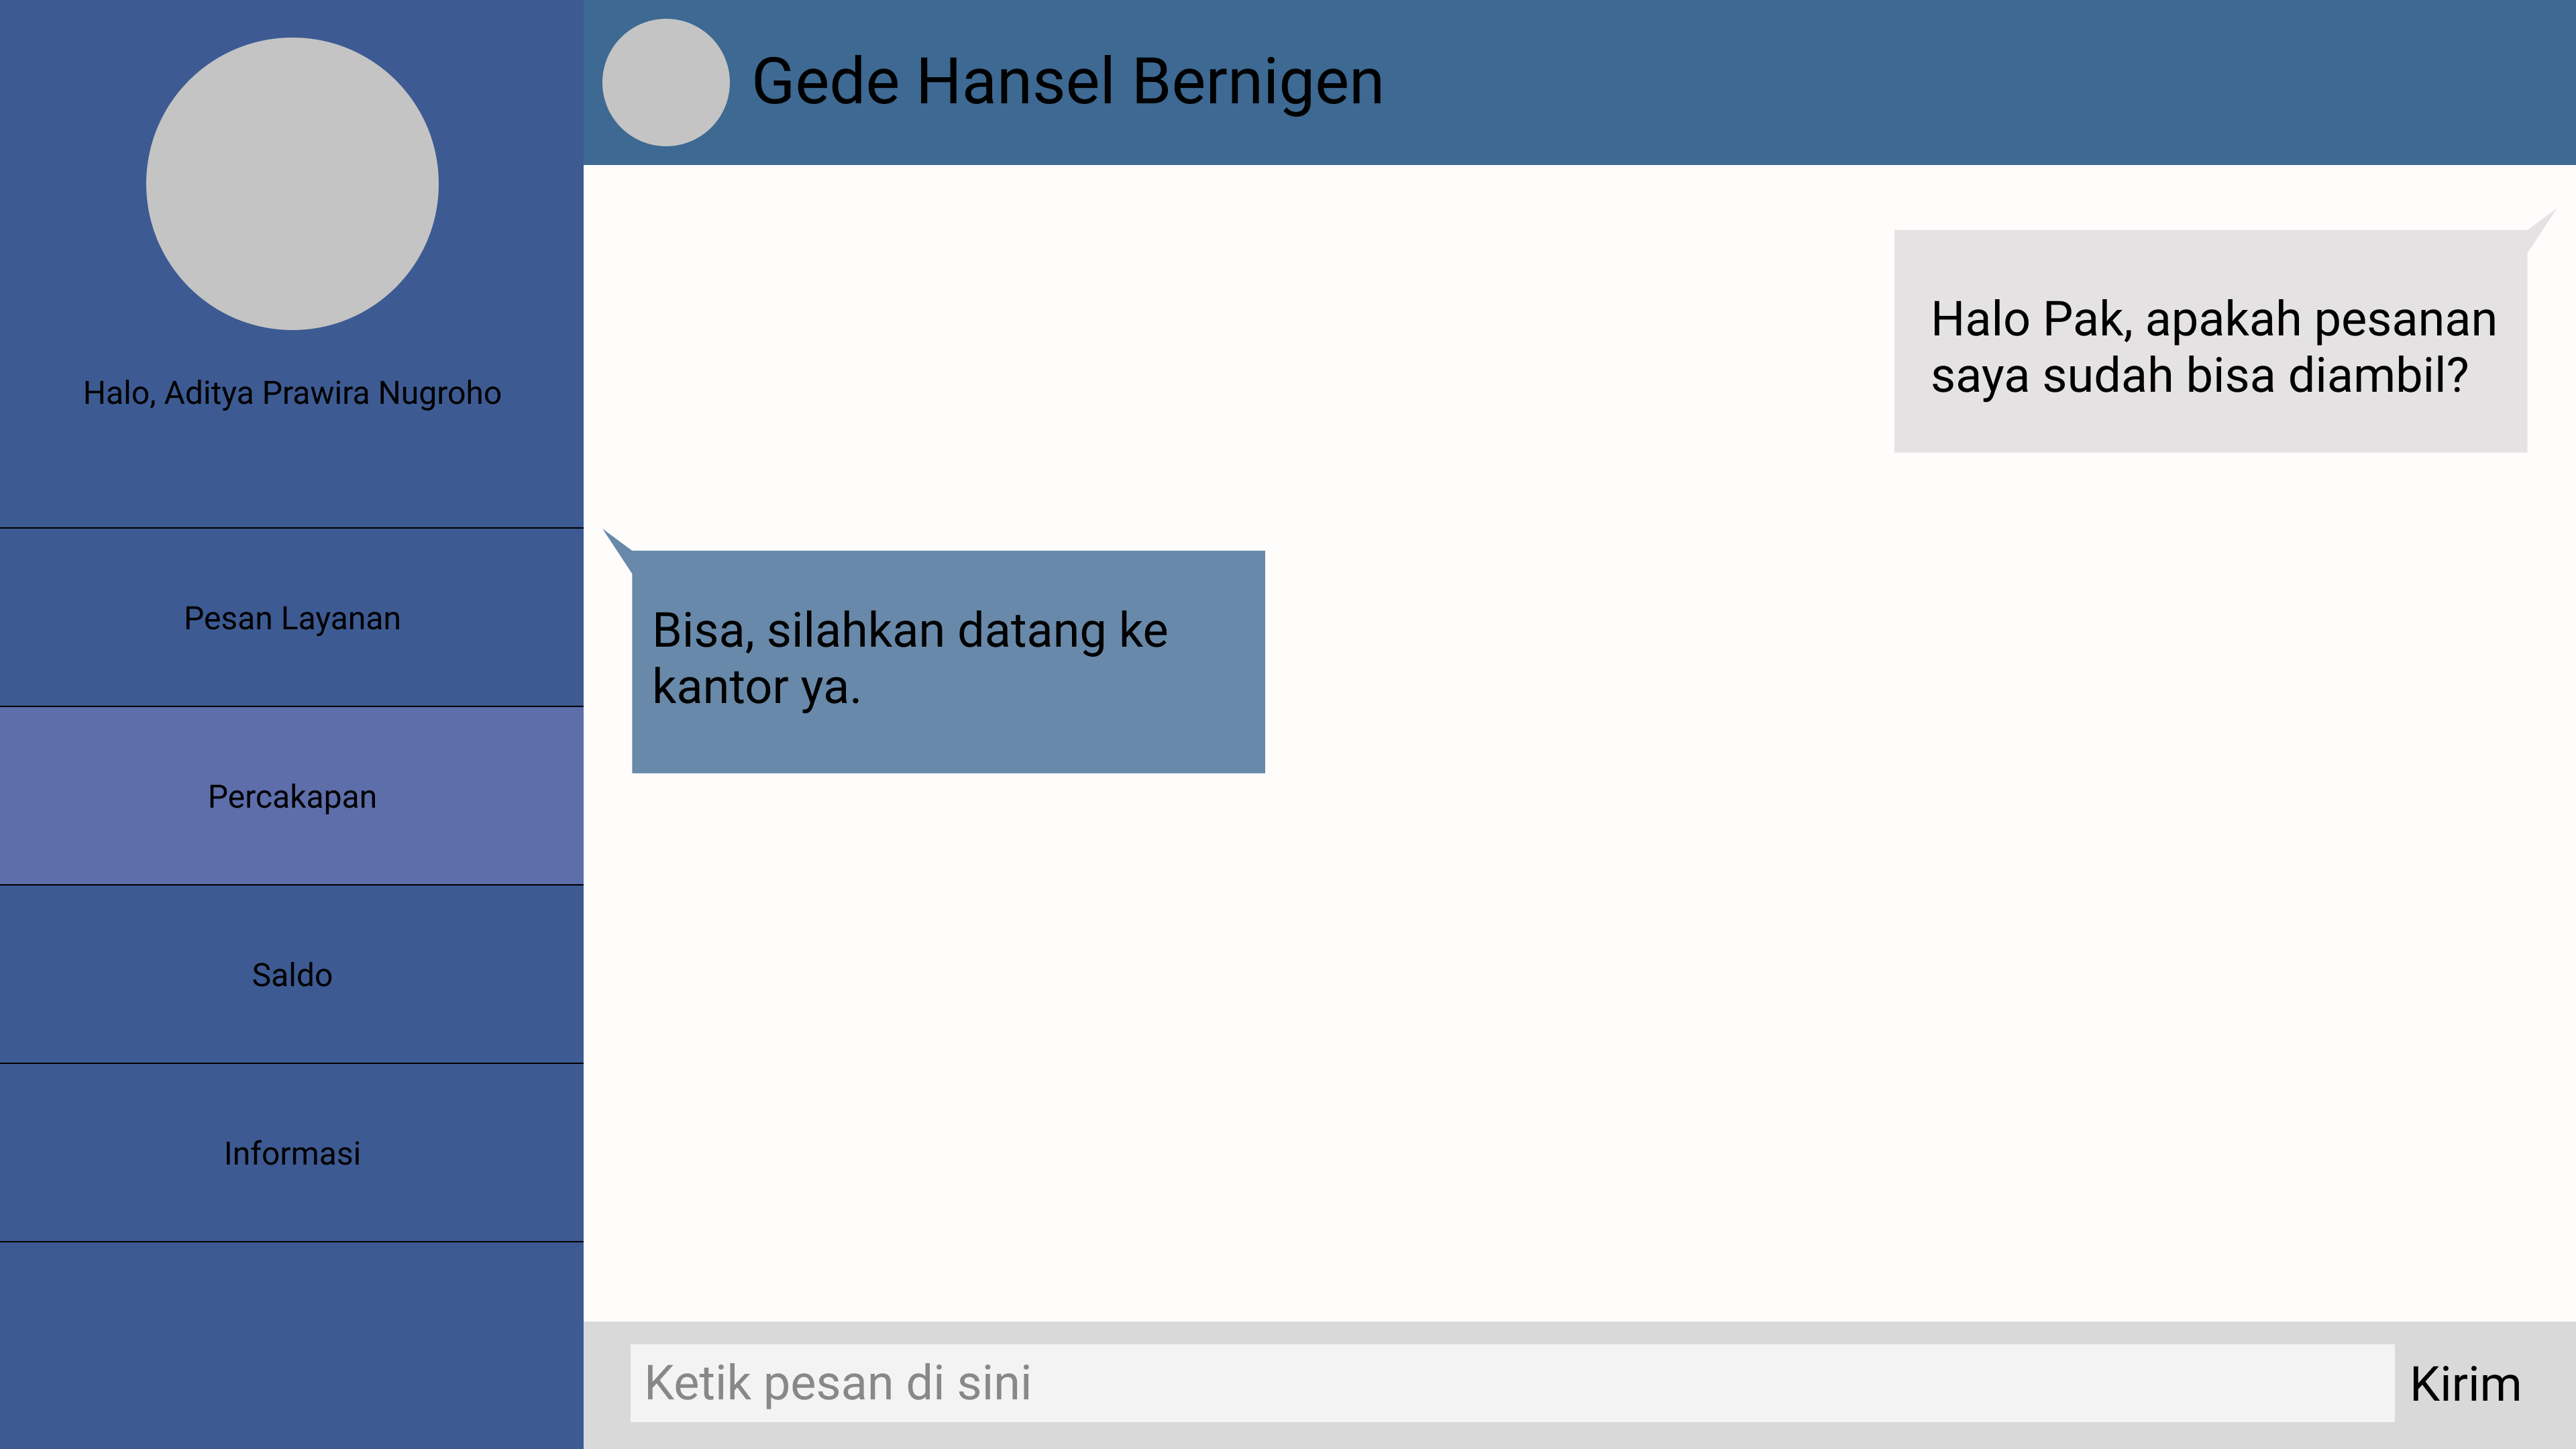 Halo, Aditya Prawira Nugroho
Pesan Layanan
Percakapan
Saldo
Informasi
Gede Hansel Bernigen
Halo Pak, apakah pesanan
saya sudah bisa diambil?
Bisa, silahkan datang ke
kantor ya.
Ketik pesan di sini
Kirim